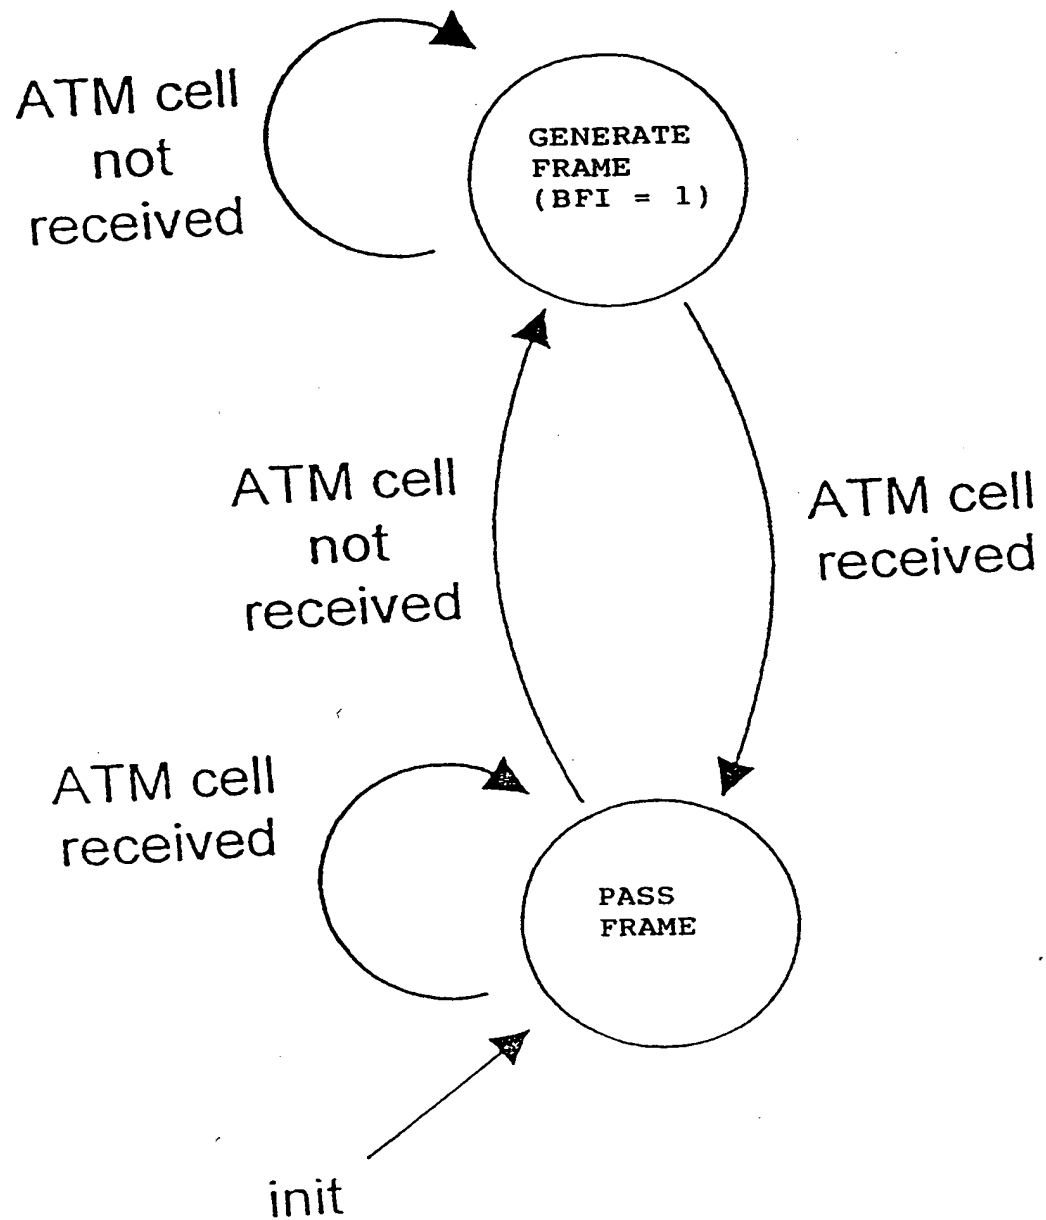 ATM cell
not
received
GENERATE
FRAME
(BFI = 1)
ATM cell
not
received
ATM cell
received
ATM cell
received
PASS
FRAME
init